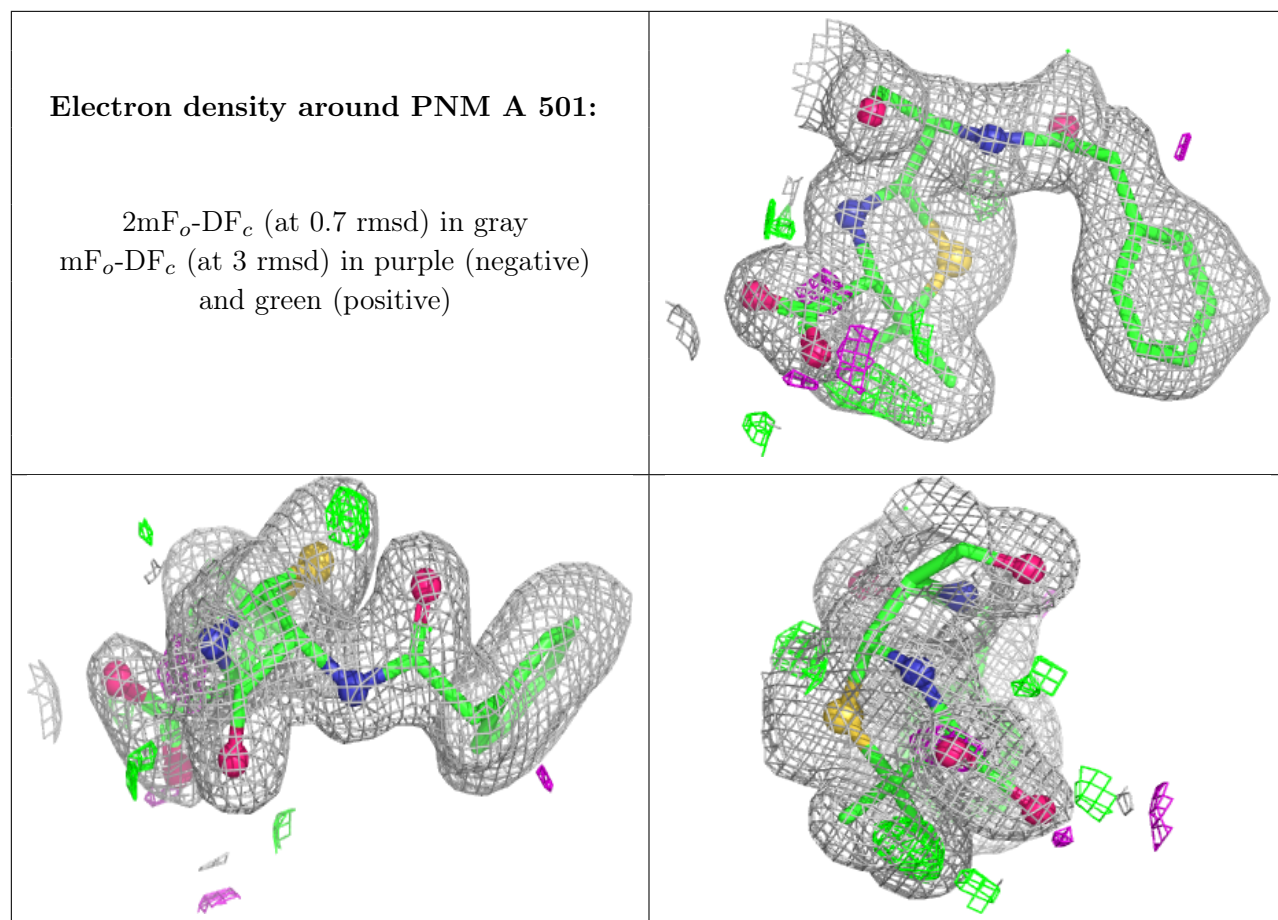 Electron density around PNM A 501:
2mFo-DFc (at 0.7 rmsd) in gray
mFo-DFc (at 3 rmsd) in purple (negative)
and green (positive)